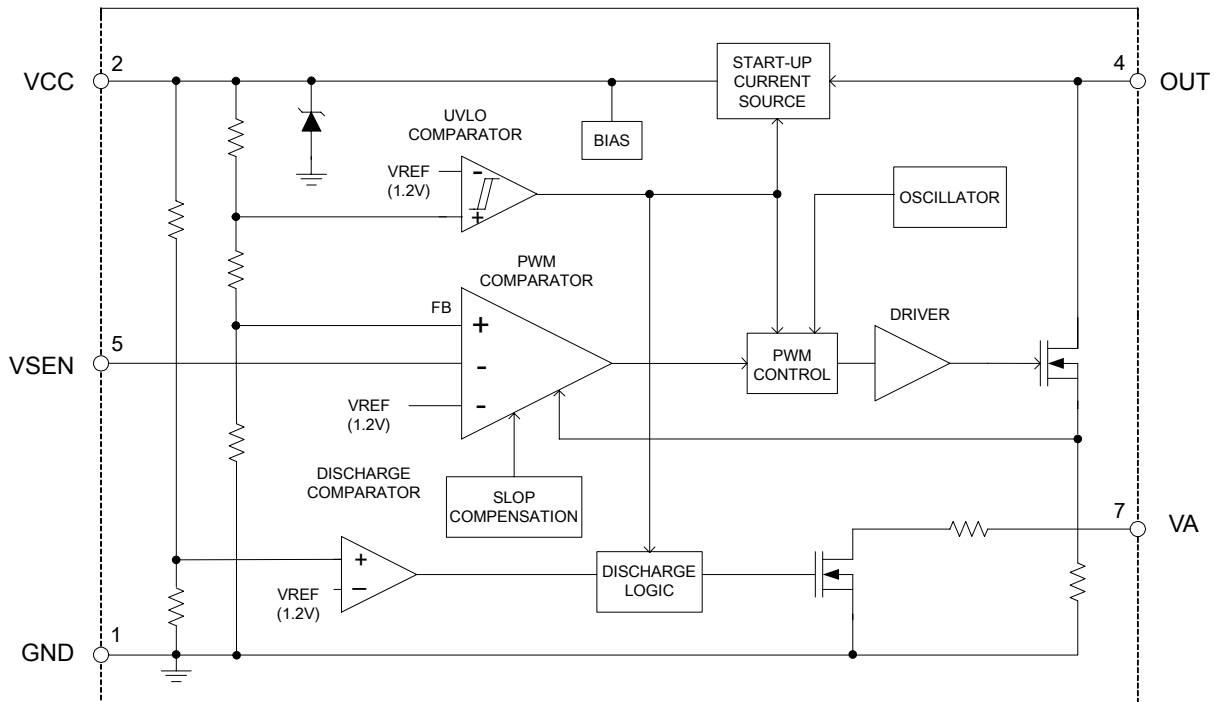 VCC
2
START-UP
CURRENT
SOURCE
4
OUT
UVLO
COMPARATOR
BIAS
VREF
(1.2V)
-
+
OSCILLATOR
PWM
COMPARATOR
FB
+
-
-
VSEN
5
VREF
(1.2V)
PWM
CONTROL
DRIVER
DISCHARGE
COMPARATOR
SLOP
COMPENSATION
7
VA
+
−
VREF
(1.2V)
DISCHARGE
LOGIC
GND
1